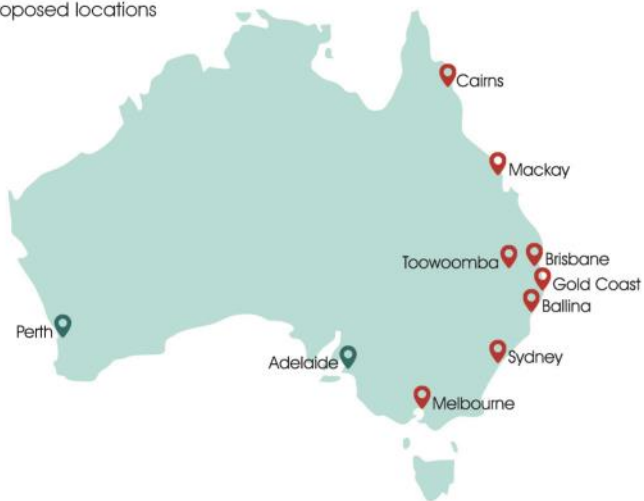 oposed locations
Cairns
Mackay
Toowoomba
Brisbane
Gold Coast
Ballina
Perth
Adelaide
Sydney
Melbourne